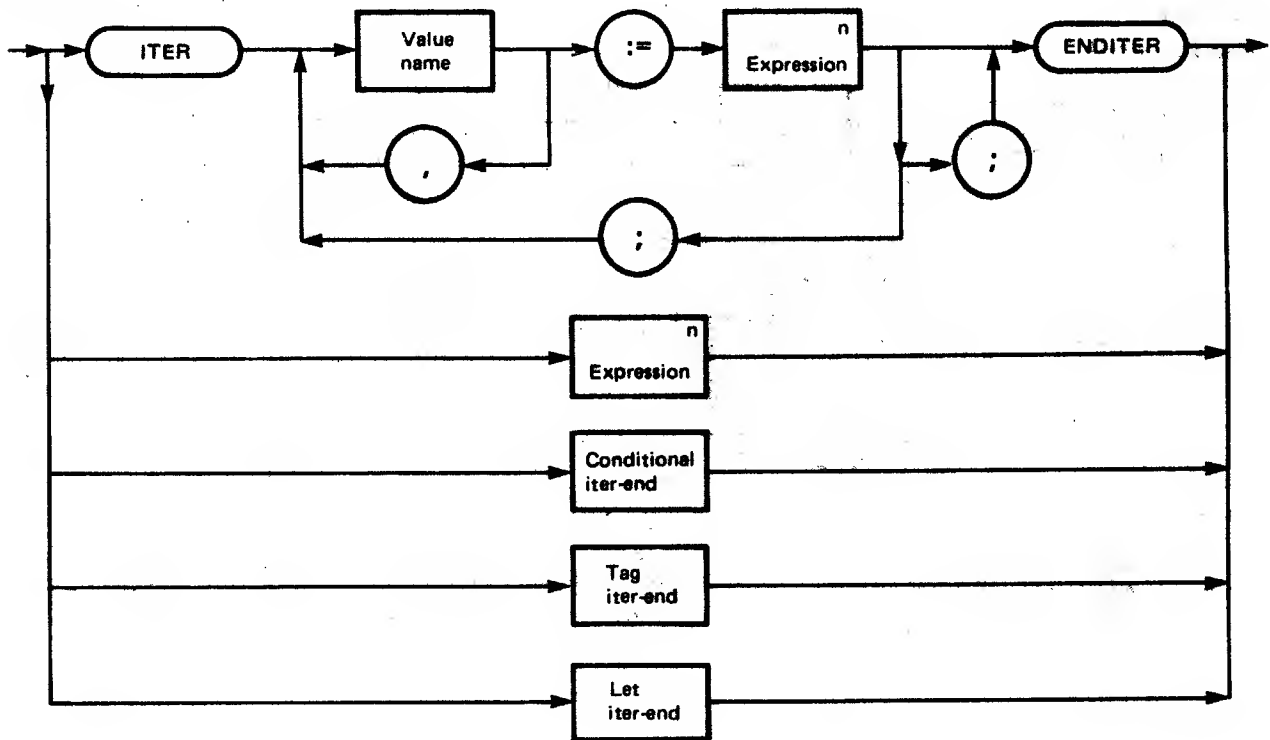 ITER
Value
name
:=
n
Expression
ENDITER
,
;
;
n
Expression
Conditional
iter-end
Tag
iter-end
Let
iter-end